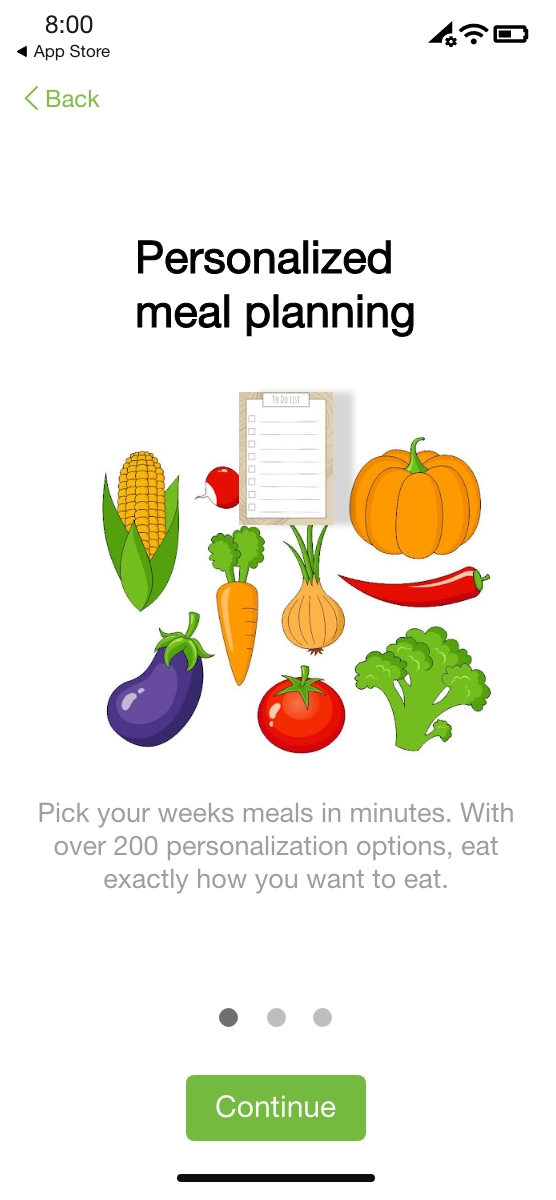 8:00
◀ App Store
Back
Personalized
meal planning
To Do List
Pick your weeks meals in minutes. With
over 200 personalization options, eat
exactly how you want to eat.
Continue